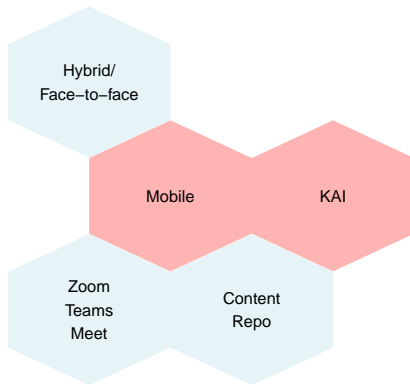 Hybrid/
Face−to−face
Mobile
KAI
Zoom
Teams
Meet
Content
Repo